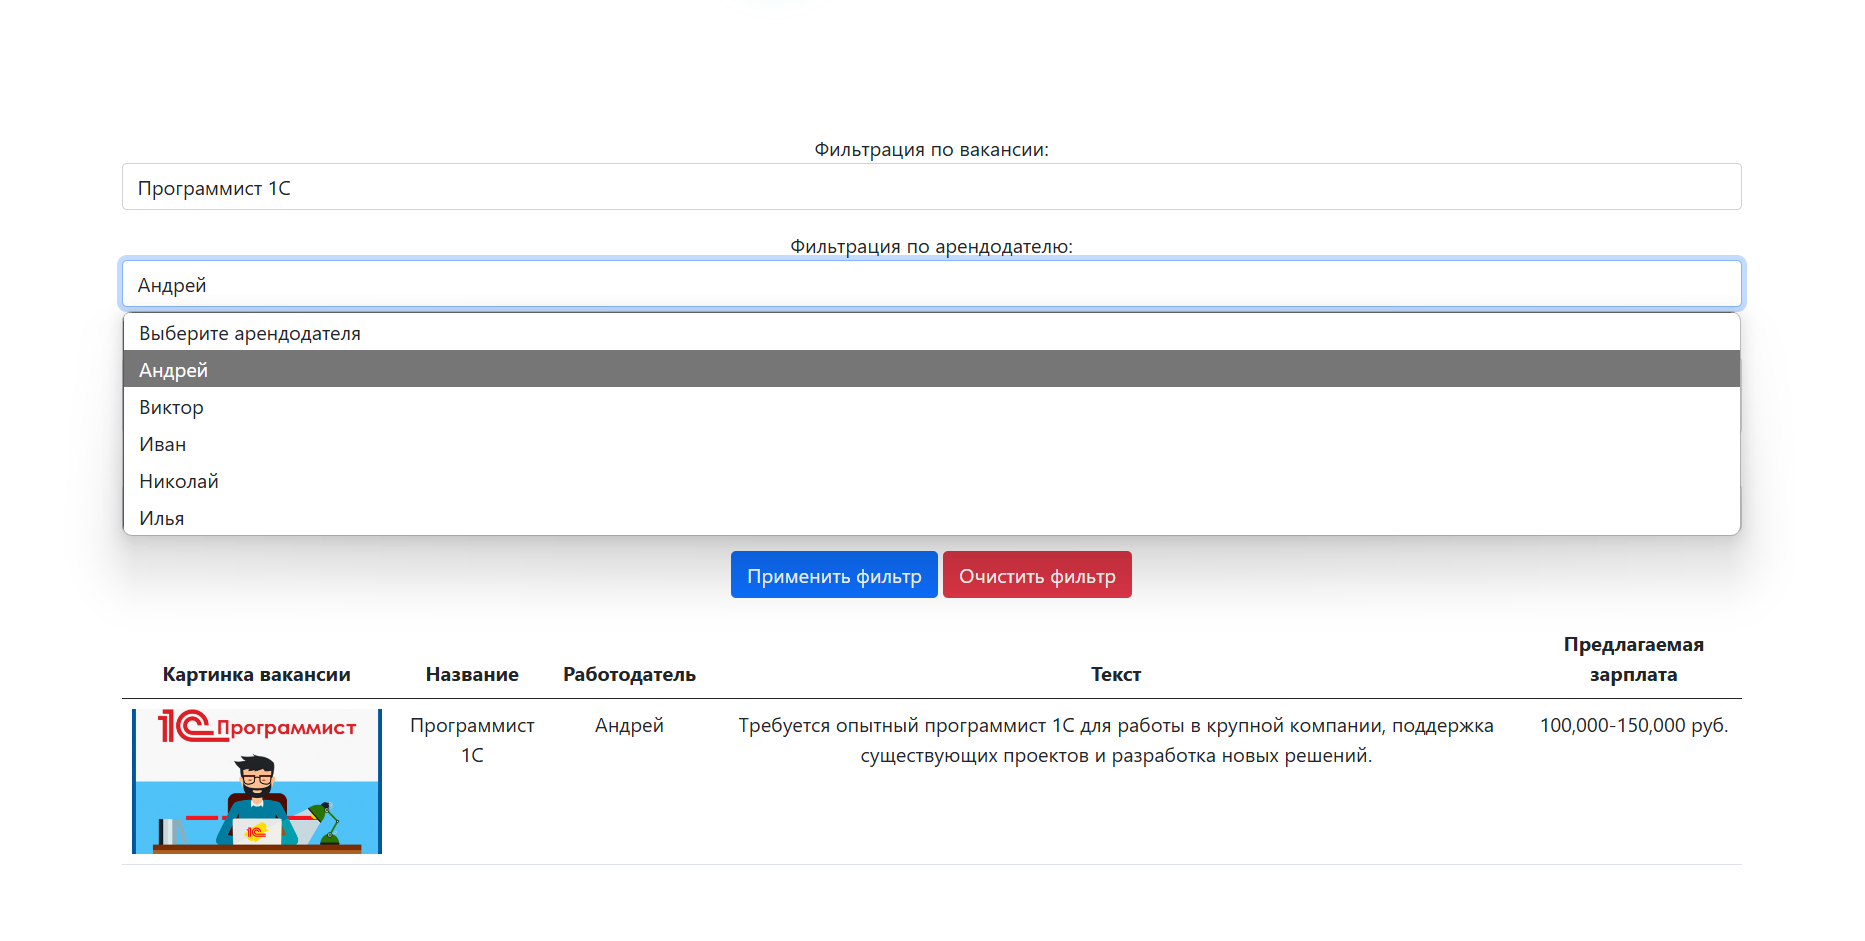 Фильтрация по вакансии:
Программист 1С
Фильтрация по арендодателю:
Андрей
Выберите арендодателя
Андрей
Виктор
Иван
Николай
Илья
Применить фильтр
Очистить фильтр
Картинка вакансии
Название
Работодатель
Текст
Предлагаемая
зарплата
1С Программист
1С
Программист
1С
Андрей
Требуется опытный программист 1С для работы в крупной компании, поддержка
существующих проектов и разработка новых решений.
100,000-150,000 руб.